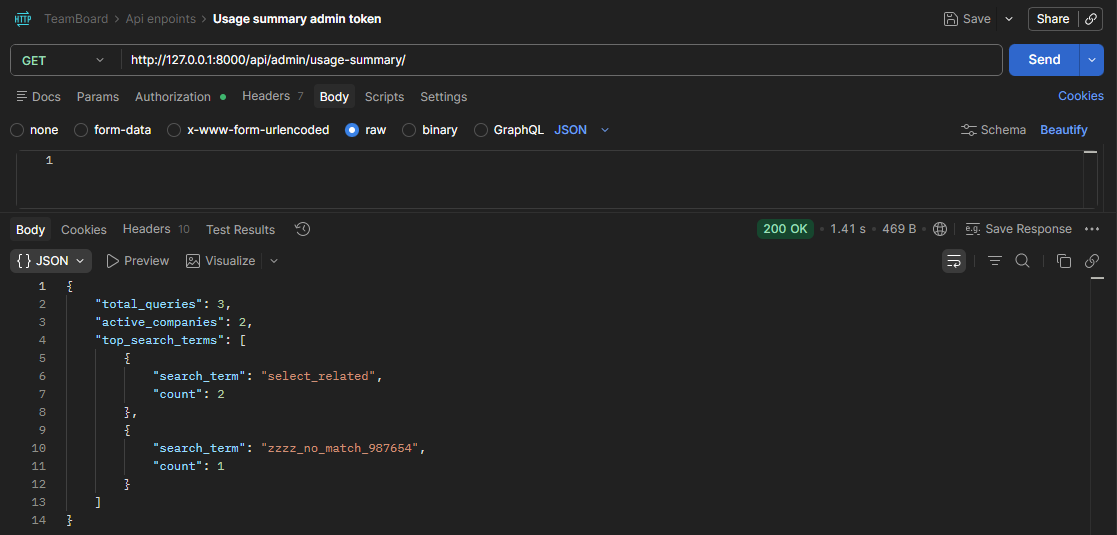 HTTP TeamBoard > Api enpoints > Usage summary admin token Save Share
GET http://127.0.0.1:8000/api/admin/usage-summary/ Send
Docs Params Authorization Headers 7 Body Scripts Settings Cookies
none form-data x-www-form-urlencoded raw binary GraphQL JSON Schema Beautify
1
Body Cookies Headers 10 Test Results 200 OK • 1.41 s • 469 B e.g. Save Response
{} JSON Preview Visualize
1 {
2 "total_queries": 3,
3 "active_companies": 2,
4 "top_search_terms": [
5 {
6 "search_term": "select_related",
7 "count": 2
8 },
9 {
10 "search_term": "zzzz_no_match_987654",
11 "count": 1
12 }
13 ]
14 }